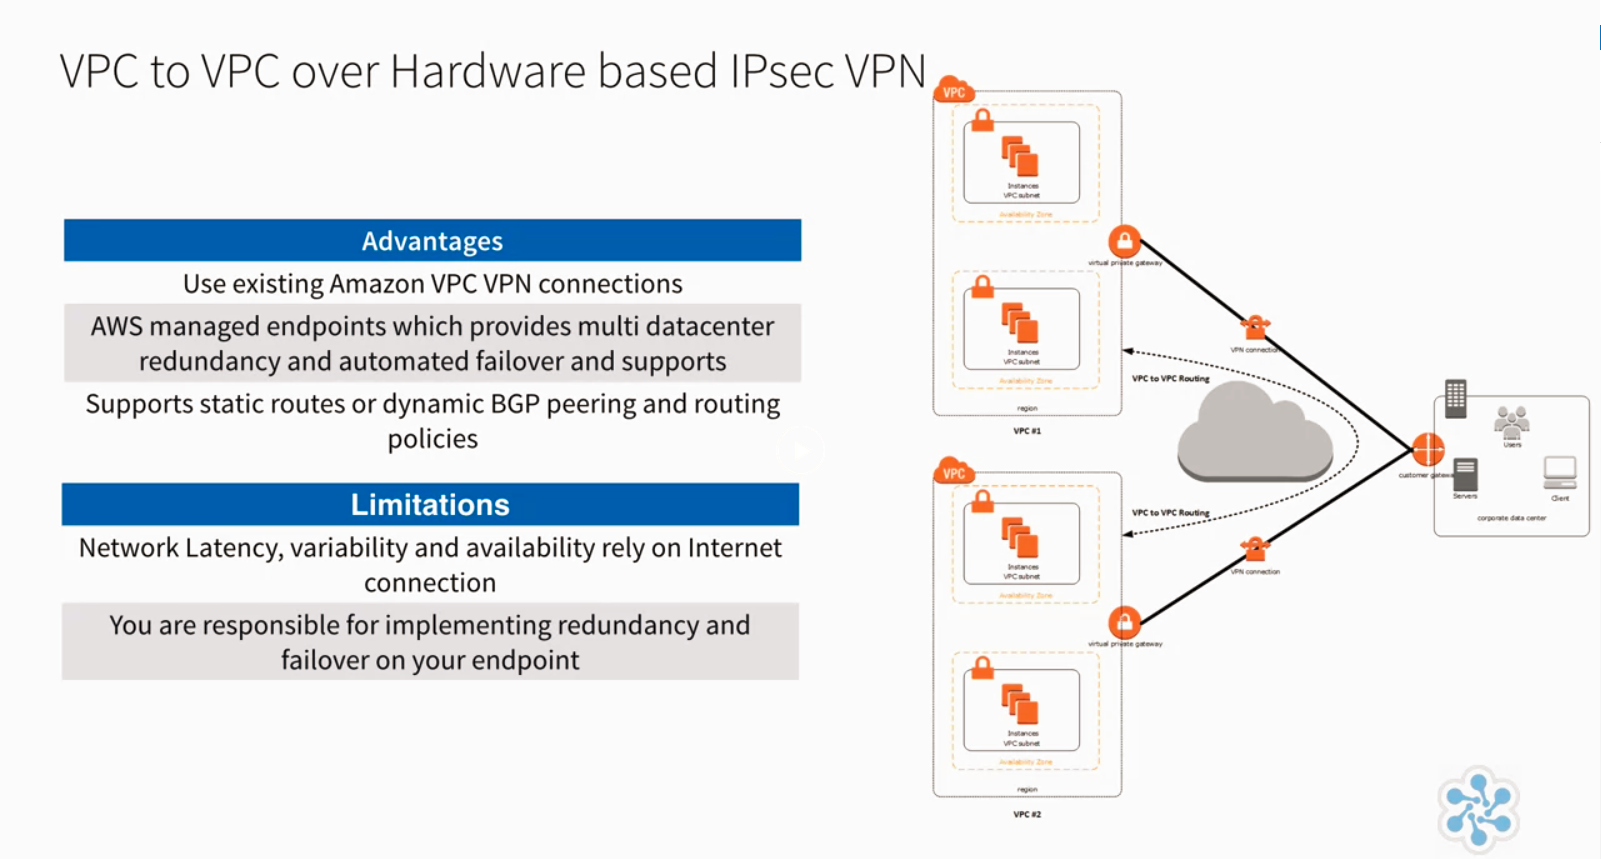 VPC to VPC over Hardware based IPsec VPN
Advantages
Use existing Amazon VPC VPN connections
AWS managed endpoints which provides multi datacenter
redundancy and automated failover and supports
Supports static routes or dynamic BGP peering and routing
policies
Limitations
Network Latency, variability and availability rely on Internet
connection
You are responsible for implementing redundancy and
failover on your endpoint
VPC
Instances
VPC subnet
Availability Zone
virtual private gateway
Instances
VPC subnet
Availability Zone
region
VPC #1
VPN connection
VPC to VPC Routing
Users
customer gateway
Servers
Client
corporate data center
VPC
Instances
VPC subnet
Availability Zone
VPC to VPC Routing
VPN connection
virtual private gateway
Instances
VPC subnet
Availability Zone
region
VPC #2